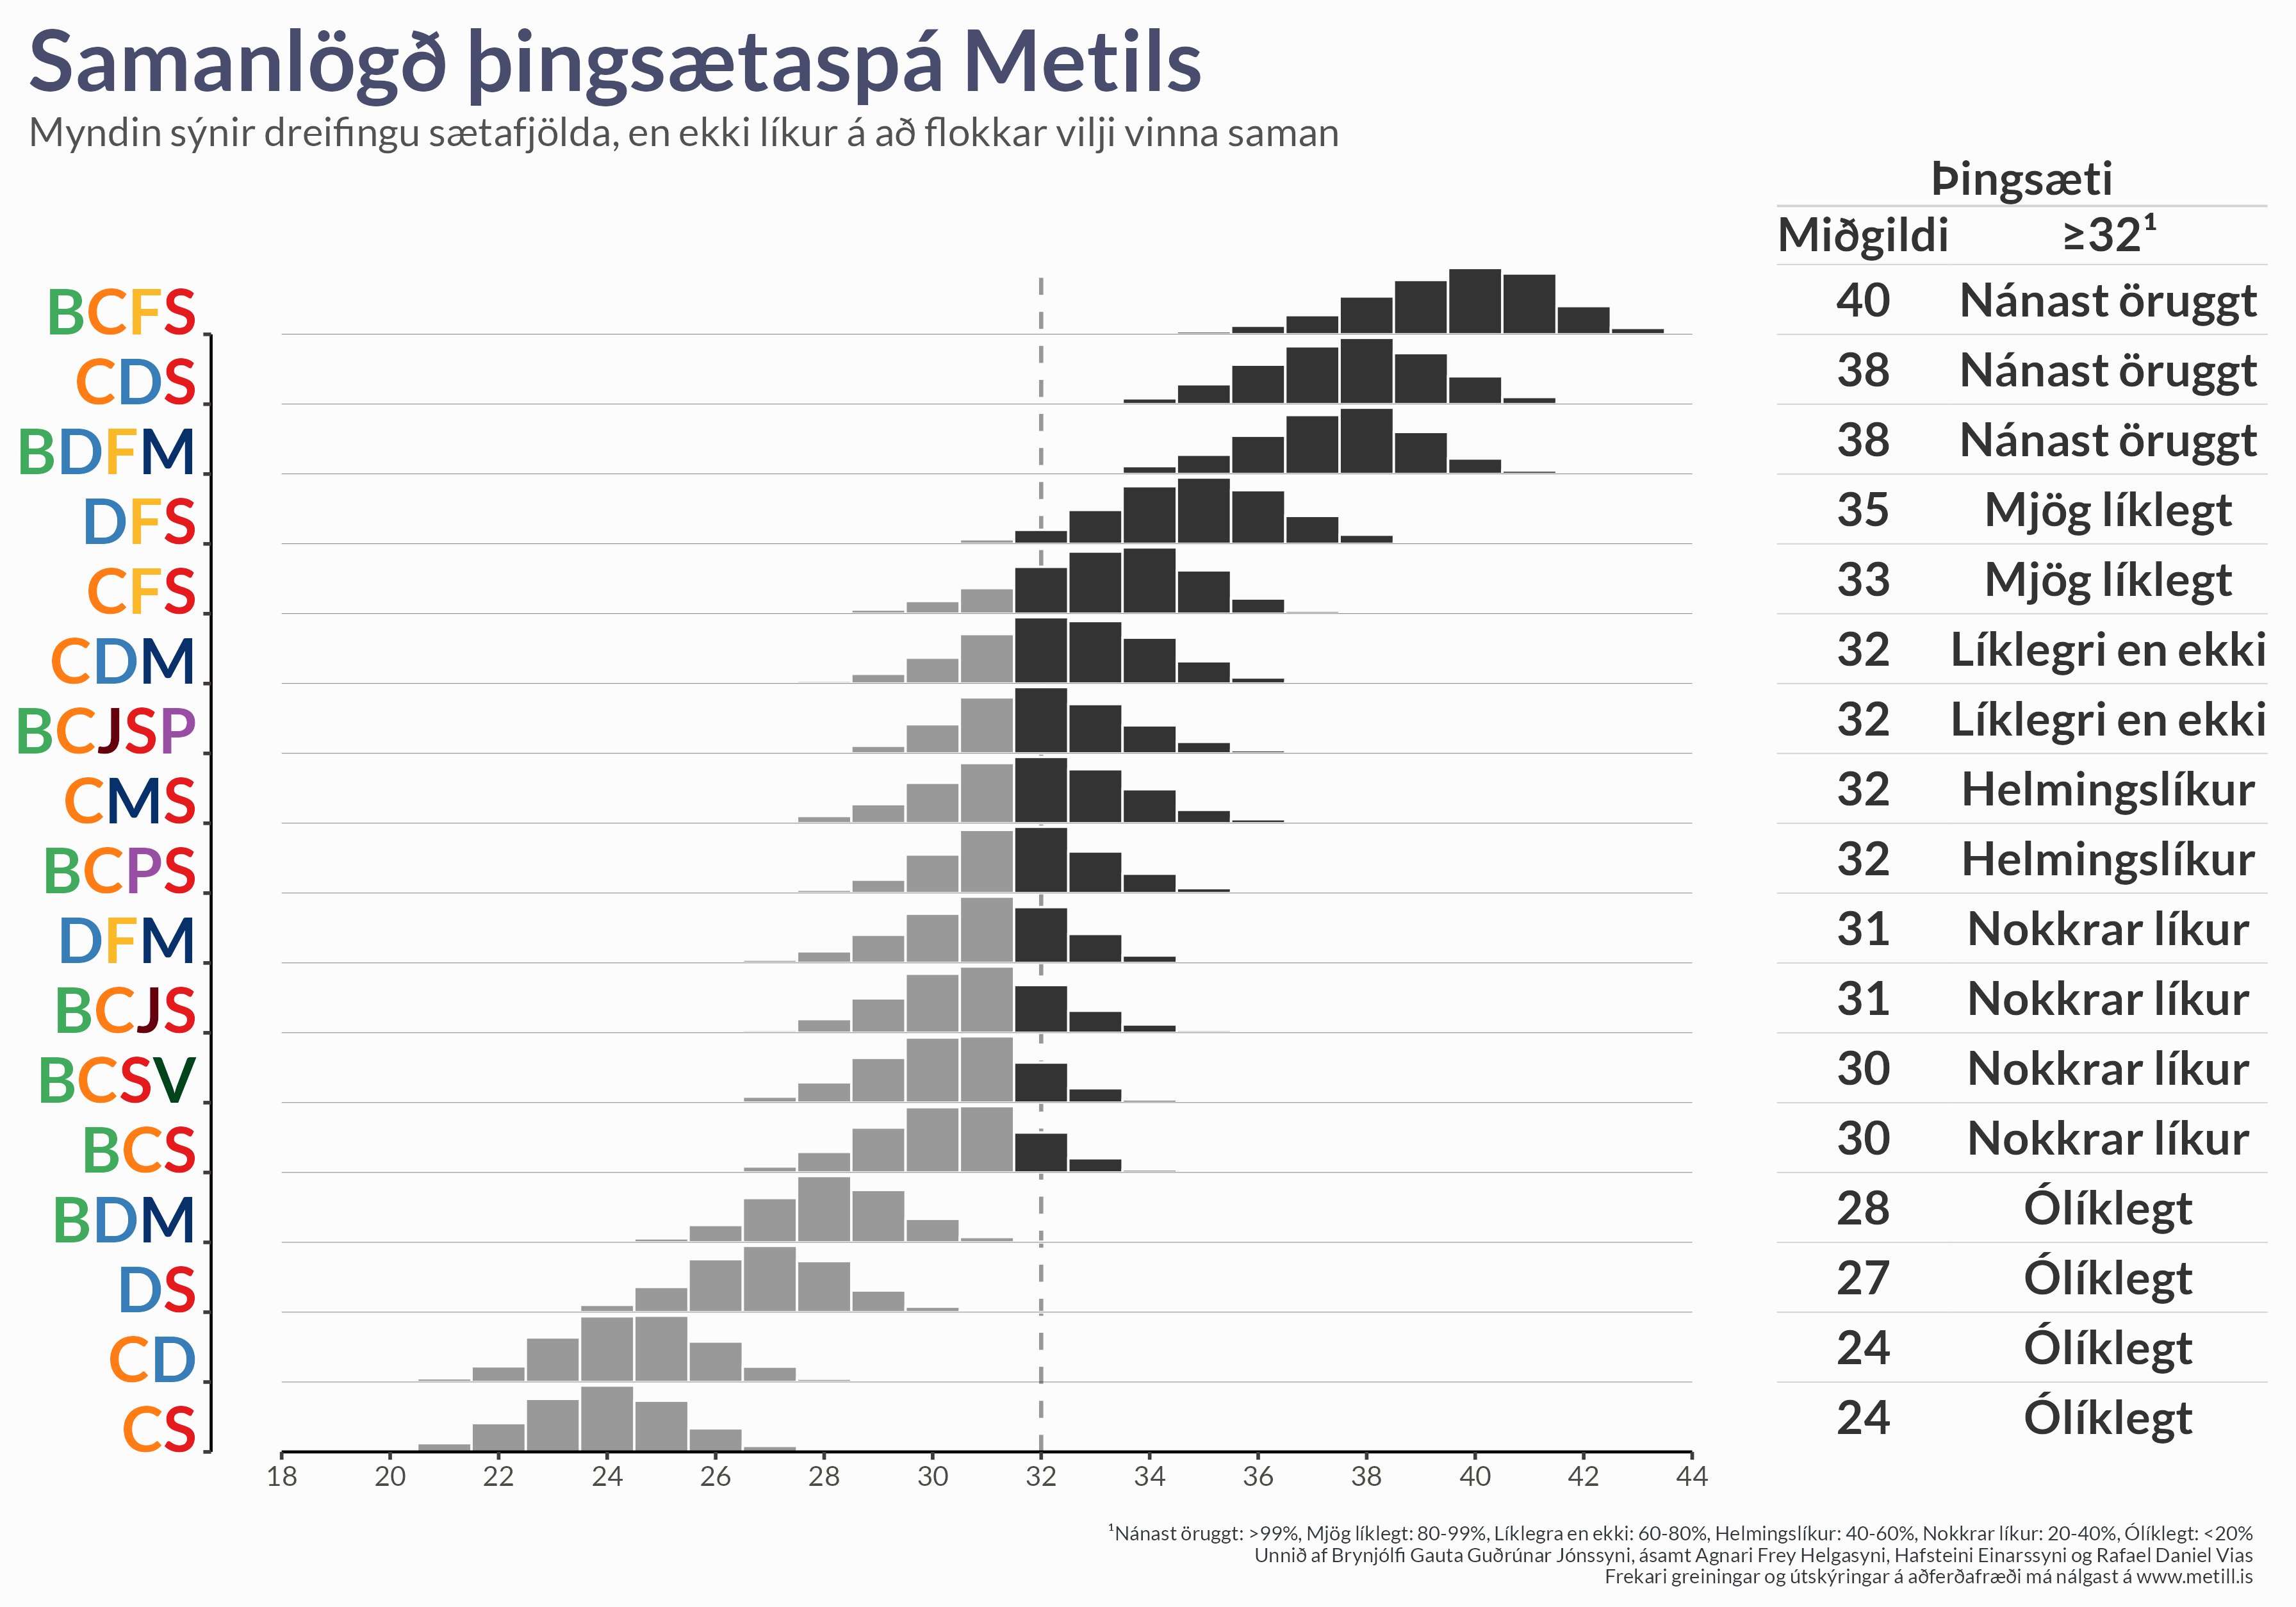 Samanlögð þingsætaspá Metils
Myndin sýnir dreifingu sætafjölda, en ekki líkur á að flokkar vilji vinna saman
Þingsæti
Miðgildi ≥32¹
BCFS 40 Nánast öruggt
CDS 38 Nánast öruggt
BDFM 38 Nánast öruggt
DFS 35 Mjög líklegt
CFS 33 Mjög líklegt
CDM 32 Líklegri en ekki
BCJSP 32 Líklegri en ekki
CMS 32 Helmingslíkur
BCPS 32 Helmingslíkur
DFM 31 Nokkrar líkur
BCJS 31 Nokkrar líkur
BCSV 30 Nokkrar líkur
BCS 30 Nokkrar líkur
BDM 28 Ólíklegt
DS 27 Ólíklegt
CD 24 Ólíklegt
CS 24 Ólíklegt
18 20 22 24 26 28 30 32 34 36 38 40 42 44
¹Nánast öruggt: >99%, Mjög líklegt: 80-99%, Líklegra en ekki: 60-80%, Helmingslíkur: 40-60%, Nokkrar líkur: 20-40%, Ólíklegt: <20%
Unnið af Brynjólfi Gauta Guðrúnar Jónssyni, ásamt Agnari Frey Helgasyni, Hafsteini Einarssyni og Rafael Daniel Vias
Frekari greiningar og útskýringar á aðferðafræði má nálgast á www.metill.is